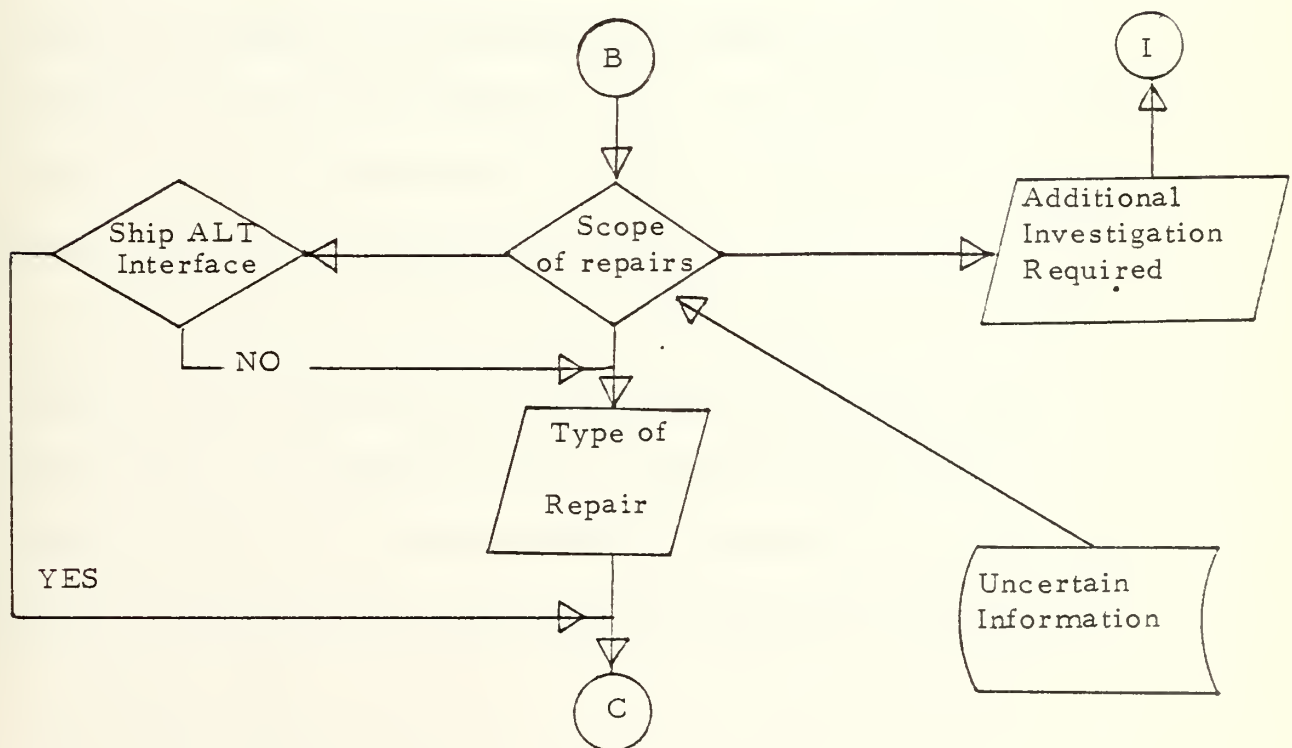 B
I
Ship ALT
Interface
Scope
of repairs
Additional
Investigation
Required
NO
Type of
Repair
YES
Uncertain
Information
C